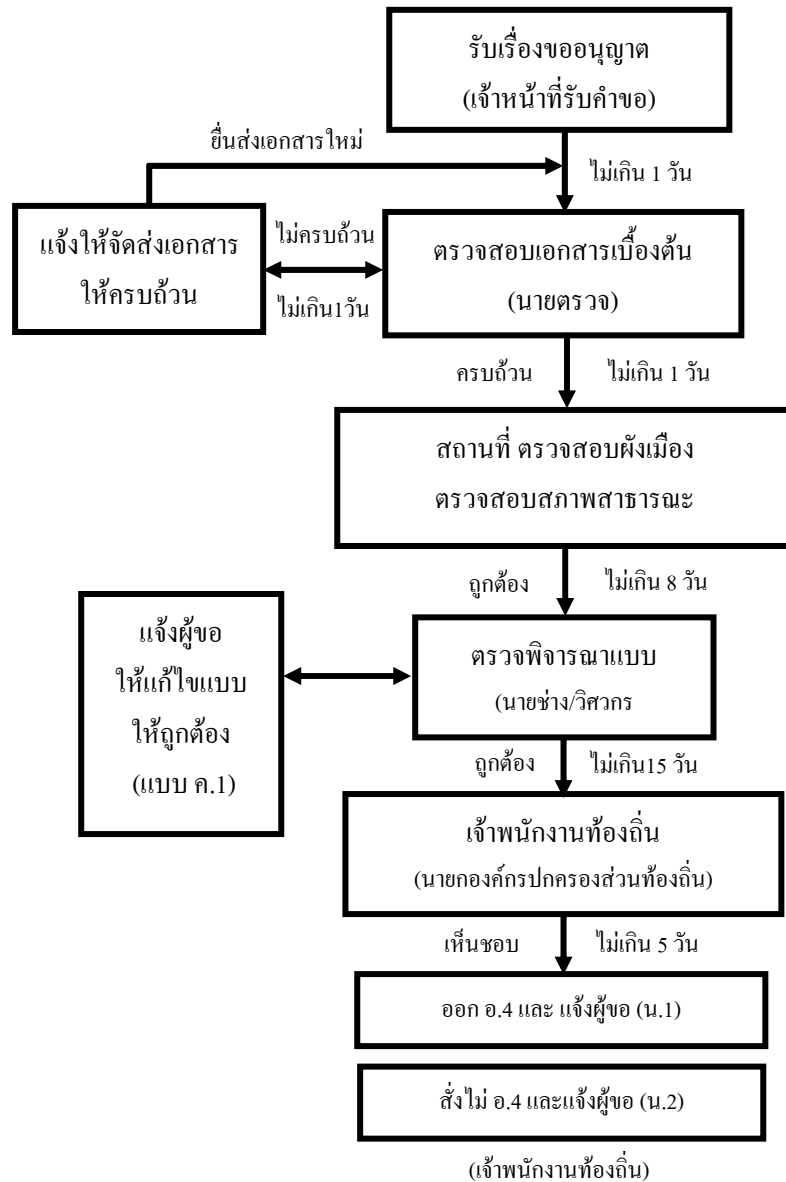 รับเรื่องขออนุญาต
(เจ้าหน้าที่รับคำขอ)
ยื่นส่งเอกสารใหม่
ไม่เกิน 1 วัน
แจ้งให้จัดส่งเอกสาร
ให้ครบถ้วน
ไม่ครบถ้วน
ไม่เกิน1วัน
ตรวจสอบเอกสารเบื้องต้น
(นายตรวจ)
ครบถ้วน
ไม่เกิน 1 วัน
สถานที่ ตรวจสอบผังเมือง
ตรวจสอบสภาพสาธารณะ
ถูกต้อง
ไม่เกิน 8 วัน
แจ้งผู้ขอ
ให้แก้ไขแบบ
ให้ถูกต้อง
(แบบ ค.1)
ตรวจพิจารณาแบบ
(นายช่าง/วิศวกร
ถูกต้อง
ไม่เกิน15 วัน
เจ้าพนักงานท้องถิ่น
(นายกองค์กรปกครองส่วนท้องถิ่น)
เห็นชอบ
ไม่เกิน 5 วัน
ออก อ.4 และ แจ้งผู้ขอ (น.1)
สั่งไม่ อ.4 และแจ้งผู้ขอ (น.2)
(เจ้าพนักงานท้องถิ่น)